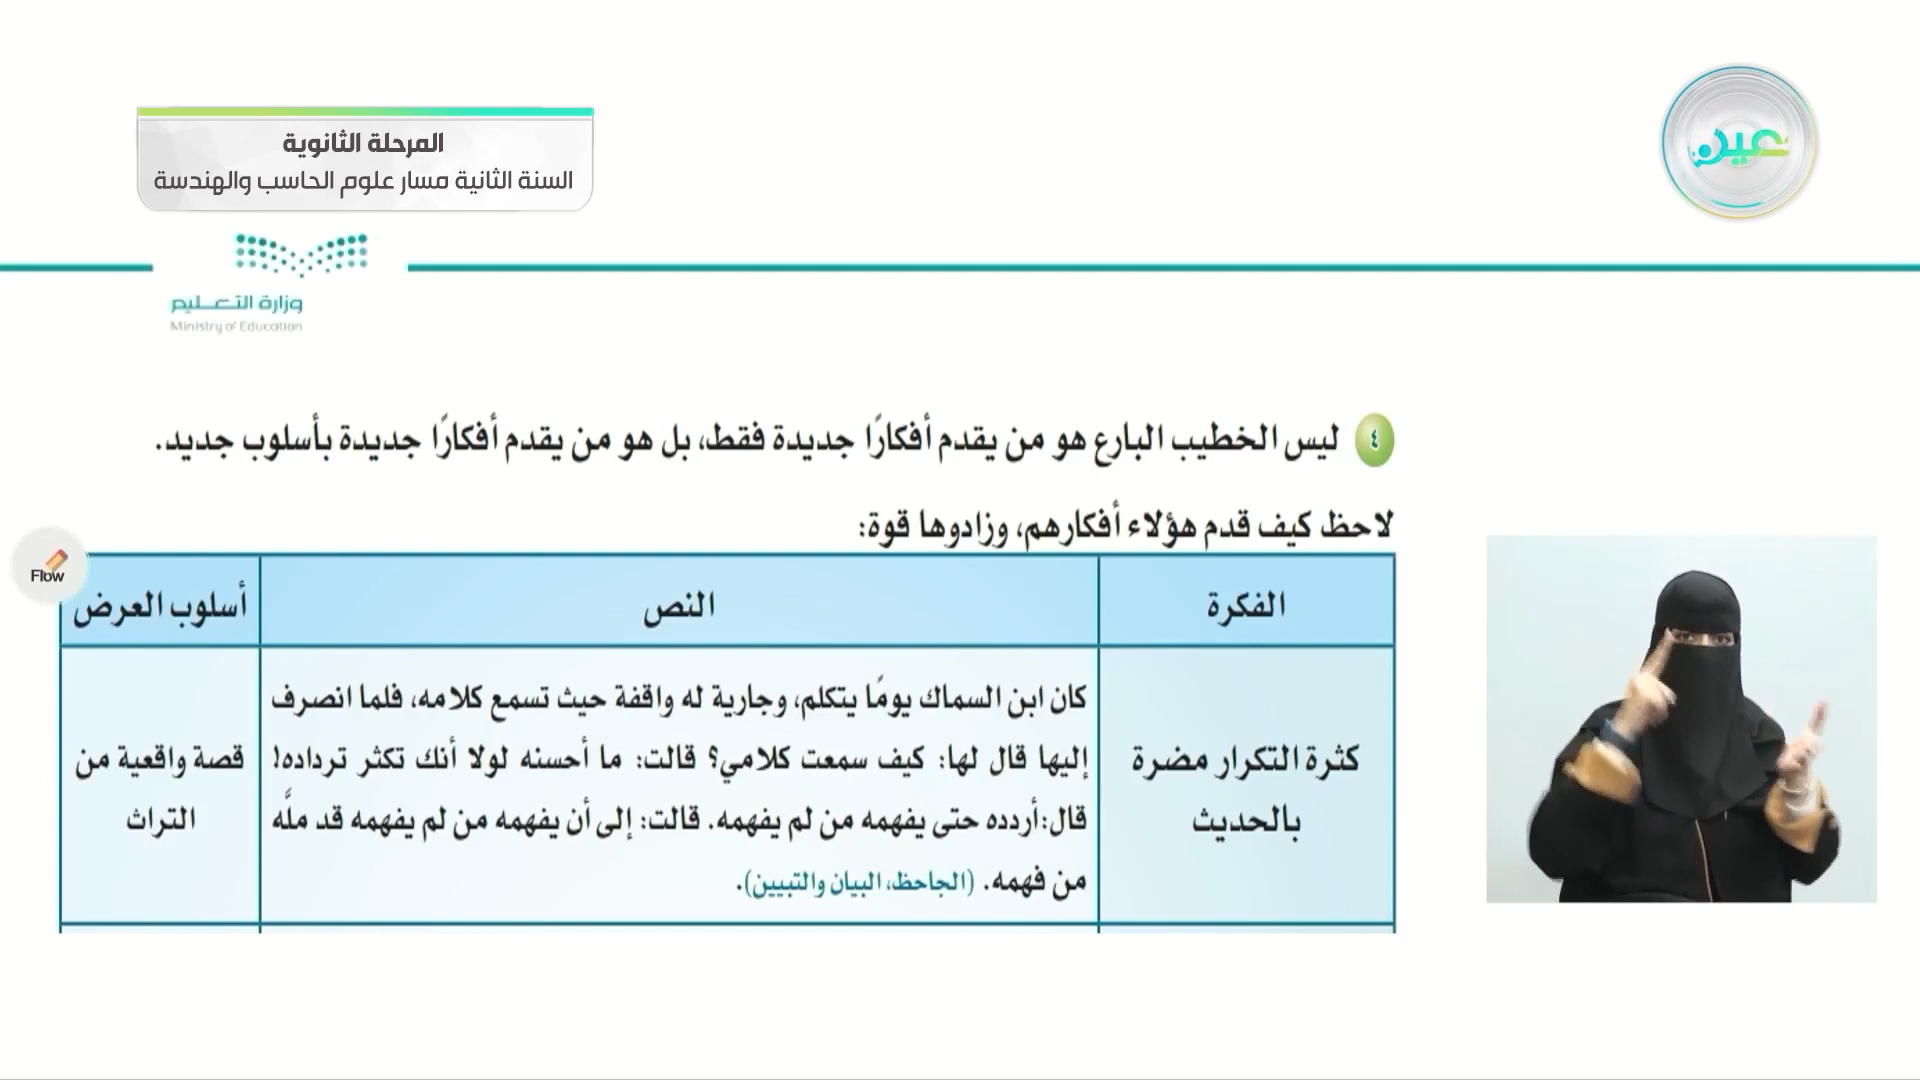 المرحلة الثانوية
السنة الثانية مسار علوم الحاسب والهندسة
عين
وزارة التعليم
Ministry of Education
٤ ليس الخطيب البارع هو من يقدم أفكارًا جديدة فقط، بل هو من يقدم أفكارًا جديدة بأسلوب جديد.
لاحظ كيف قدم هؤلاء أفكارهم، وزادوها قوة:
Flow
الفكرة
النص
أسلوب العرض
كثرة التكرار مضرة
بالحديث
كان ابن السماك يومًا يتكلم، وجارية له واقفة حيث تسمع كلامه، فلما انصرف
إليها قال لها: كيف سمعت كلامي؟ قالت: ما أحسنه لولا أنك تكثر ترداده!
قال:أردده حتى يفهمه من لم يفهمه. قالت: إلى أن يفهمه من لم يفهمه قد ملَّه
من فهمه. (الجاحظ، البيان والتبيين).
قصة واقعية من
التراث